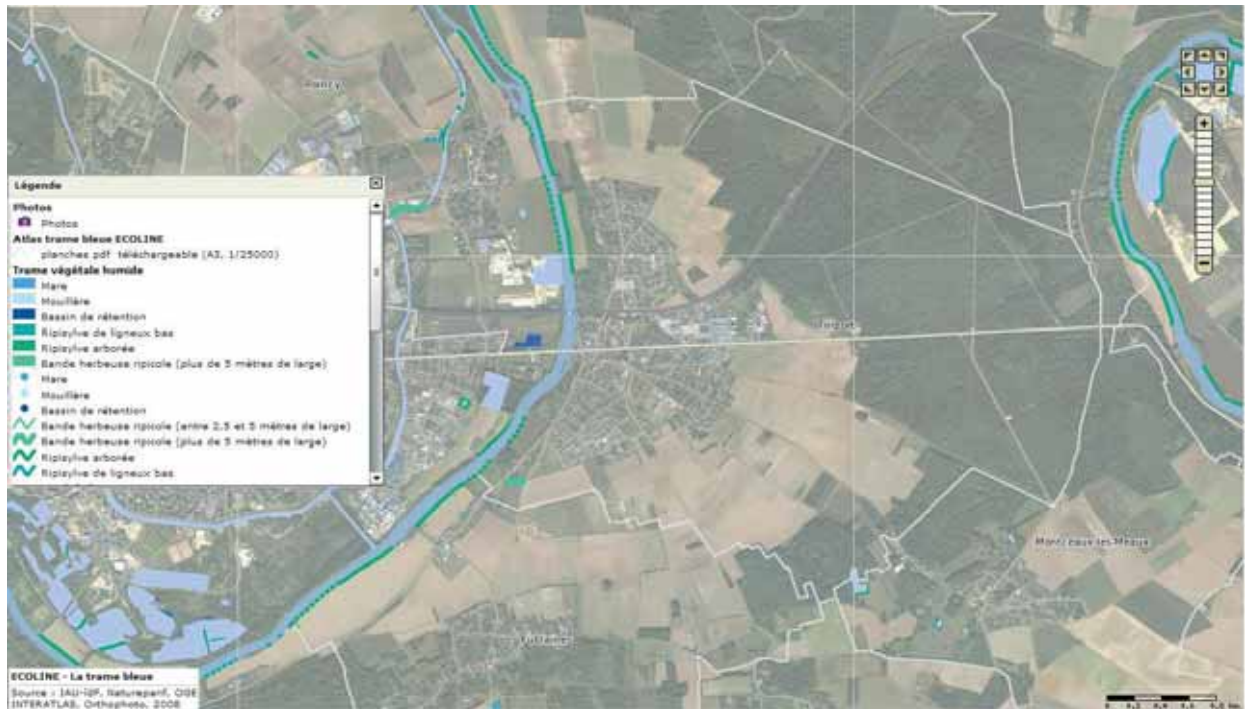 Poincy
Légende
Photos
Photos
Atlas trame bleue ECOLINE
planches pdf téléchargeable (A3, 1/25000)
Trame végétale humide
Mare
Mouillère
Bassin de rétention
Ripisylve de ligneux bas
Ripisylve arborée
Bande herbeuse ripicole (plus de 5 mètres de large)
Mare
Mouillère
Bassin de rétention
Bande herbeuse ripicole (entre 2,5 et 5 mètres de large)
Bande herbeuse ripicole (plus de 5 mètres de large)
Ripisylve arborée
Ripisylve de ligneux bas
Trilport
Montceaux-lès-Meaux
Fublaines
ECOLINE - La trame bleue
Source : IAU-îdF, Natureparif, OGE
INTERATLAS, Orthophoto, 2008